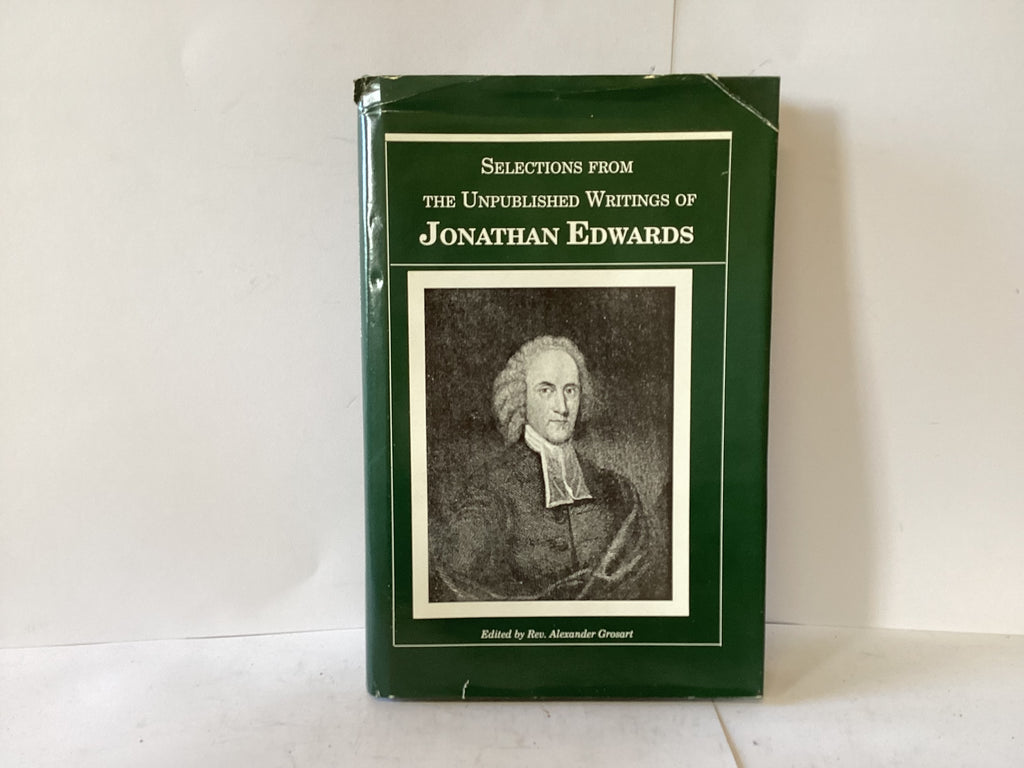 Selections from
the Unpublished Writings of
Jonathan Edwards
Edited by Rev. Alexander Grosart